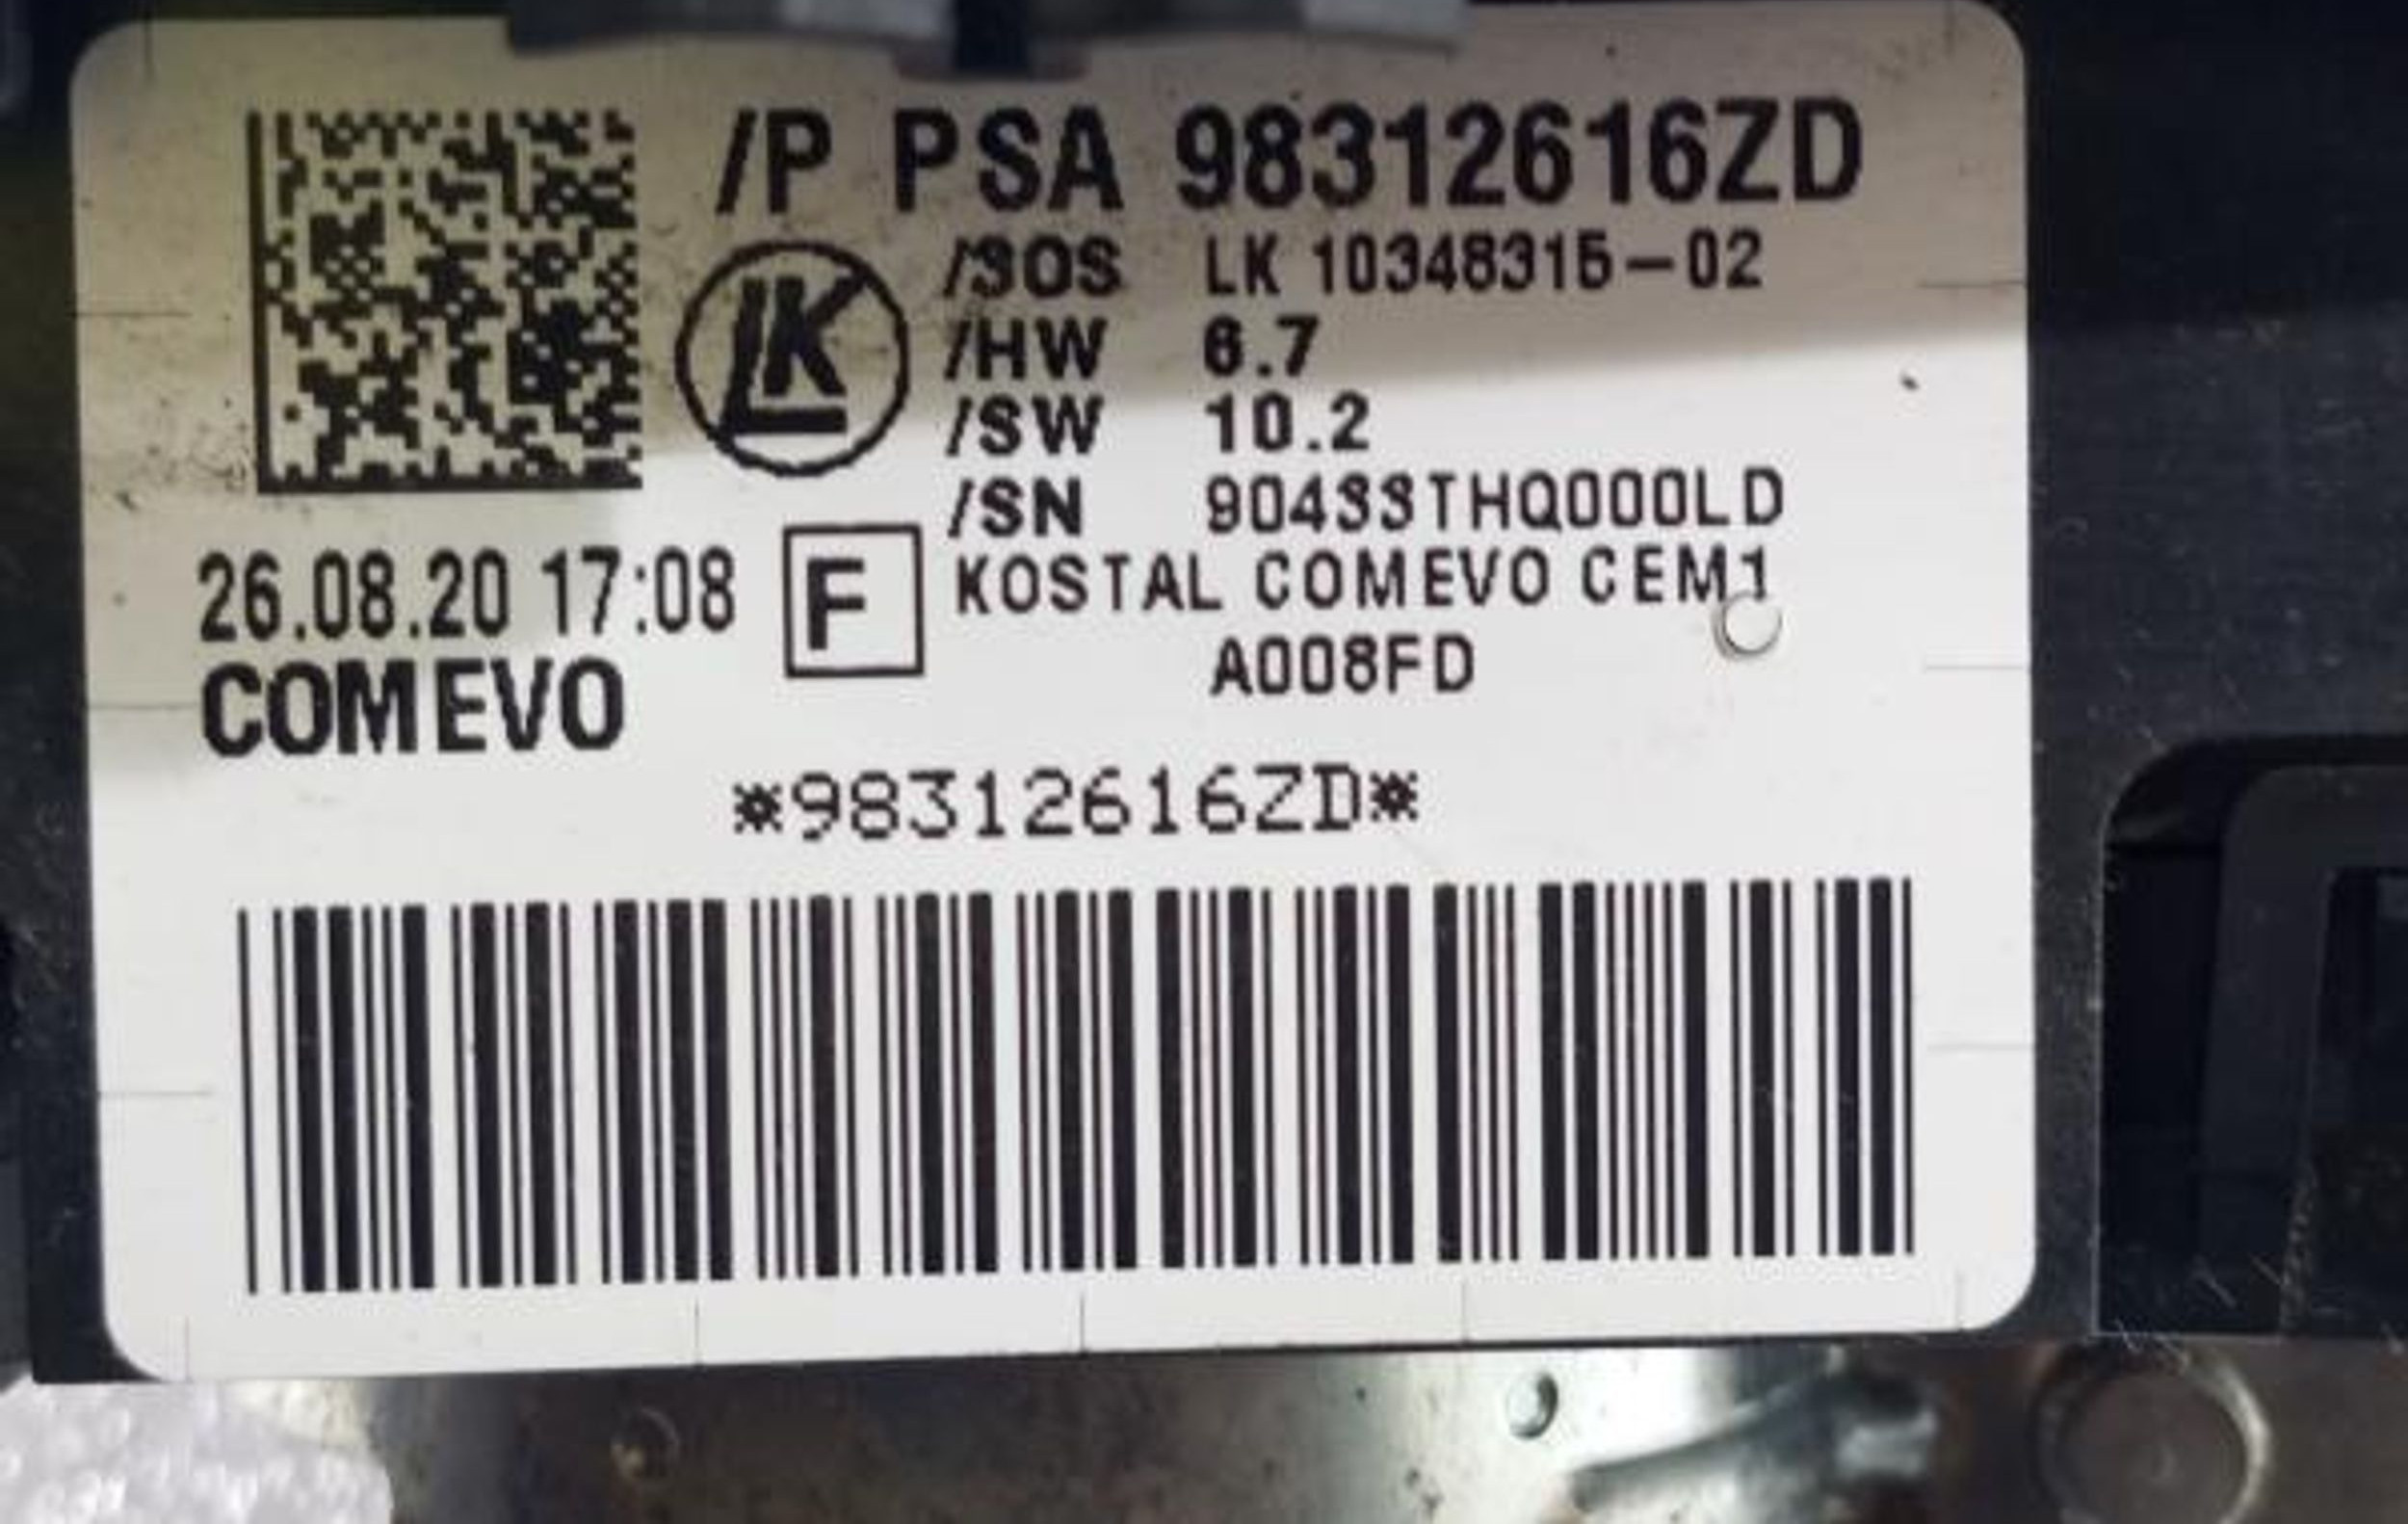 /P PSA 98312616ZD
LK
/SOS LK 10348315-02
/HW 6.7
/SW 10.2
/SN 90433THQ000LD
26.08.20 17:08
F
KOSTAL COMEVO CEM1
A008FD
COMEVO
*98312616ZD*